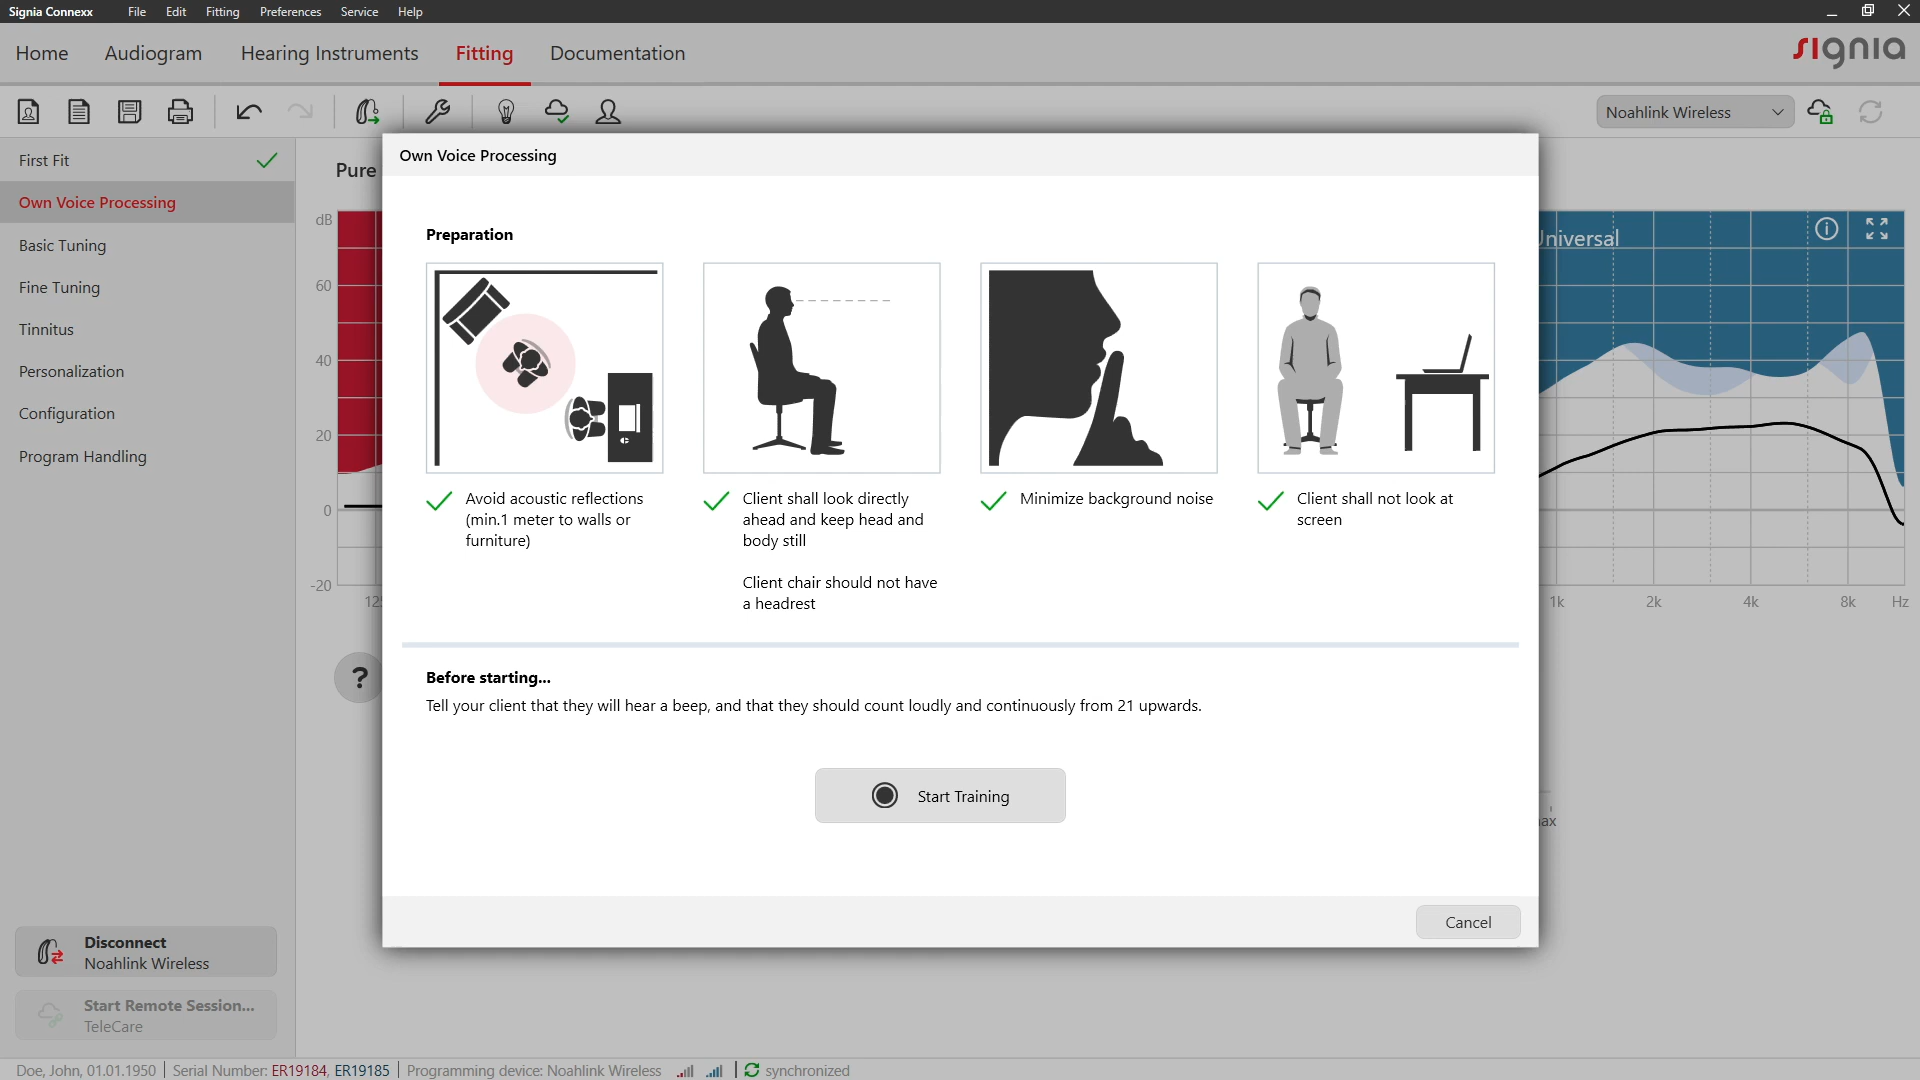 Signia Connexx File Edit Fitting Preferences Service Help
Home Audiogram Hearing Instruments Fitting Documentation
signia
Noahlink Wireless
First Fit
Own Voice Processing
Basic Tuning
Fine Tuning
Tinnitus
Personalization
Configuration
Program Handling
Disconnect
Noahlink Wireless
Start Remote Session...
TeleCare
Pure
dB
60
40
20
0
-20
?
Own Voice Processing
Preparation
Avoid acoustic reflections
(min.1 meter to walls or
furniture)
Client shall look directly
ahead and keep head and
body still
Client chair should not have
a headrest
Minimize background noise
Client shall not look at
screen
Before starting...
Tell your client that they will hear a beep, and that they should count loudly and continuously from 21 upwards.
Start Training
Cancel
Universal
1k 2k 4k 8k Hz
Doe, John, 01.01.1950 Serial Number: ER19184, ER19185 Programming device: Noahlink Wireless synchronized